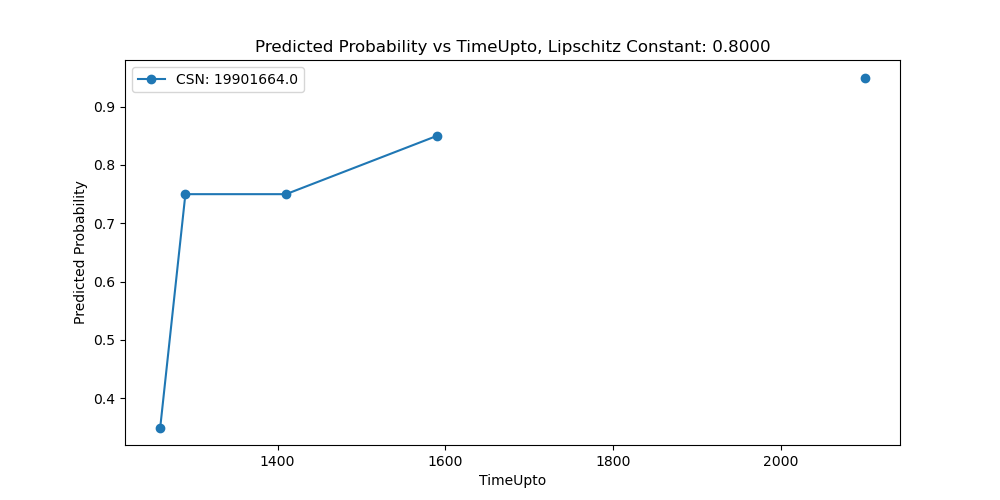 Predicted Probability vs TimeUpto, Lipschitz Constant: 0.8000
CSN: 19901664.0
0.9
0.8
0.7
0.6
0.5
0.4
Predicted Probability
1400
1600
1800
2000
TimeUpto